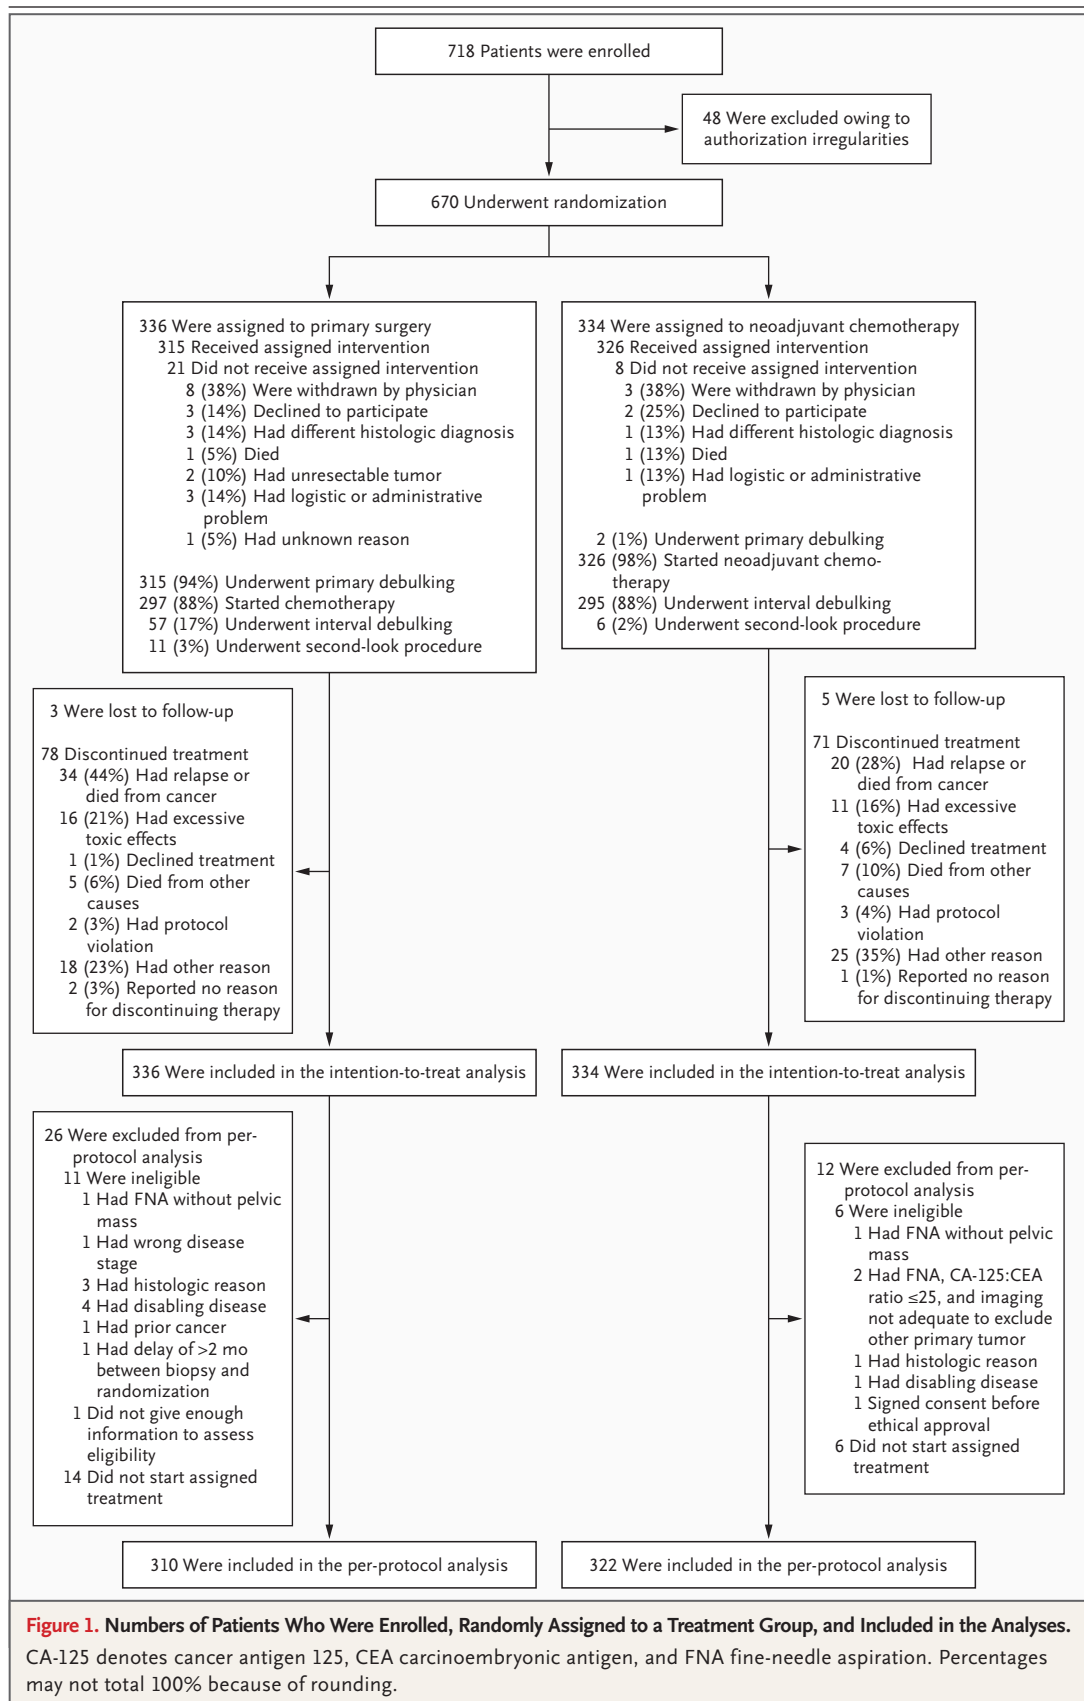 718 Patients were enrolled
48 Were excluded owing to
authorization irregularities
670 Underwent randomization
336 Were assigned to primary surgery
315 Received assigned intervention
21 Did not receive assigned intervention
8 (38%) Were withdrawn by physician
3 (14%) Declined to participate
3 (14%) Had different histologic diagnosis
1 (5%) Died
2 (10%) Had unresectable tumor
3 (14%) Had logistic or administrative
problem
1 (5%) Had unknown reason
315 (94%) Underwent primary debulking
297 (88%) Started chemotherapy
57 (17%) Underwent interval debulking
11 (3%) Underwent second-look procedure
334 Were assigned to neoadjuvant chemotherapy
326 Received assigned intervention
8 Did not receive assigned intervention
3 (38%) Were withdrawn by physician
2 (25%) Declined to participate
1 (13%) Had different histologic diagnosis
1 (13%) Died
1 (13%) Had logistic or administrative
problem
2 (1%) Underwent primary debulking
326 (98%) Started neoadjuvant chemo-
therapy
295 (88%) Underwent interval debulking
6 (2%) Underwent second-look procedure
3 Were lost to follow-up
78 Discontinued treatment
34 (44%) Had relapse or
died from cancer
16 (21%) Had excessive
toxic effects
1 (1%) Declined treatment
5 (6%) Died from other
causes
2 (3%) Had protocol
violation
18 (23%) Had other reason
2 (3%) Reported no reason
for discontinuing therapy
5 Were lost to follow-up
71 Discontinued treatment
20 (28%) Had relapse or
died from cancer
11 (16%) Had excessive
toxic effects
4 (6%) Declined treatment
7 (10%) Died from other
causes
3 (4%) Had protocol
violation
25 (35%) Had other reason
1 (1%) Reported no reason
for discontinuing therapy
336 Were included in the intention-to-treat analysis
334 Were included in the intention-to-treat analysis
26 Were excluded from per-
protocol analysis
11 Were ineligible
1 Had FNA without pelvic
mass
1 Had wrong disease
stage
3 Had histologic reason
4 Had disabling disease
1 Had prior cancer
1 Had delay of >2 mo
between biopsy and
randomization
1 Did not give enough
information to assess
eligibility
14 Did not start assigned
treatment
12 Were excluded from per-
protocol analysis
6 Were ineligible
1 Had FNA without pelvic
mass
2 Had FNA, CA-125:CEA
ratio ≤25, and imaging
not adequate to exclude
other primary tumor
1 Had histologic reason
1 Had disabling disease
1 Signed consent before
ethical approval
6 Did not start assigned
treatment
310 Were included in the per-protocol analysis
322 Were included in the per-protocol analysis
Figure 1. Numbers of Patients Who Were Enrolled, Randomly Assigned to a Treatment Group, and Included in the Analyses.
CA-125 denotes cancer antigen 125, CEA carcinoembryonic antigen, and FNA fine-needle aspiration. Percentages
may not total 100% because of rounding.